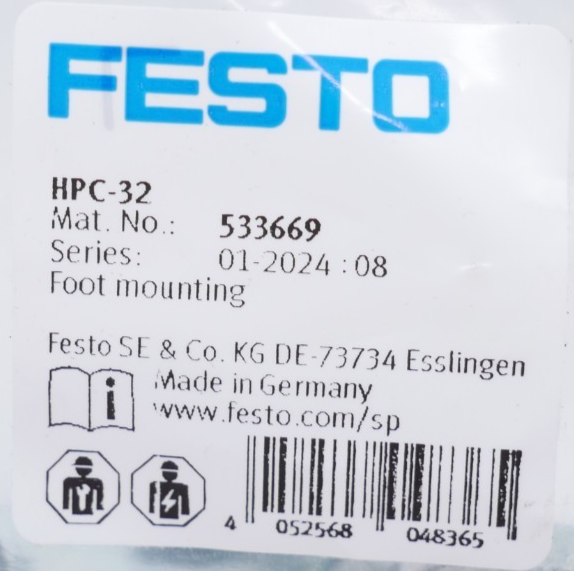 FESTO
HPC-32
Mat. No.: 533669
Series: 01-2024 : 08
Foot mounting
Festo SE & Co. KG DE-73734 Esslingen
Made in Germany
www.festo.com/sp
4 052568 048365